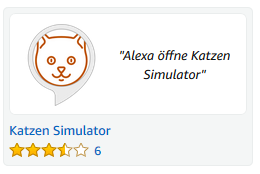 "Alexa öffne Katzen
Simulator"
Katzen Simulator
6